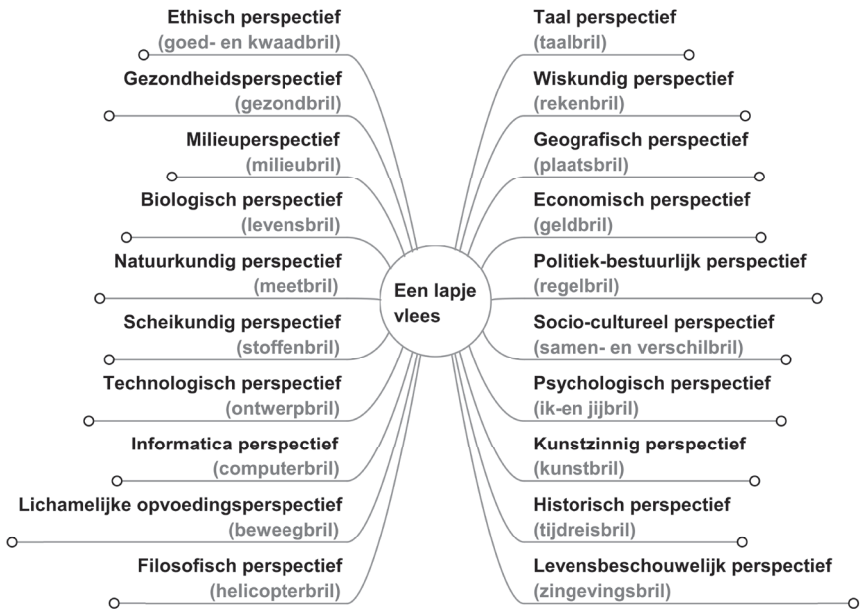 Ethisch perspectief
(goed- en kwaadbril)
Gezondheidsperspectief
(gezondbril)
Milieuperspectief
(milieubril)
Biologisch perspectief
(levensbril)
Natuurkundig perspectief
(meetbril)
Scheikundig perspectief
(stoffenbril)
Technologisch perspectief
(ontwerpbril)
Informatica perspectief
(computerbril)
Lichamelijke opvoedingsperspectief
(beweegbril)
Filosofisch perspectief
(helicopterbril)
Een lapje
vlees
Taal perspectief
(taalbril)
Wiskundig perspectief
(rekenbril)
Geografisch perspectief
(plaatsbril)
Economisch perspectief
(geldbril)
Politiek-bestuurlijk perspectief
(regelbril)
Socio-cultureel perspectief
(samen- en verschilbril)
Psychologisch perspectief
(ik-en jijbril)
Kunstzinnig perspectief
(kunstbril)
Historisch perspectief
(tijdreisbril)
Levensbeschouwelijk perspectief
(zingevingsbril)